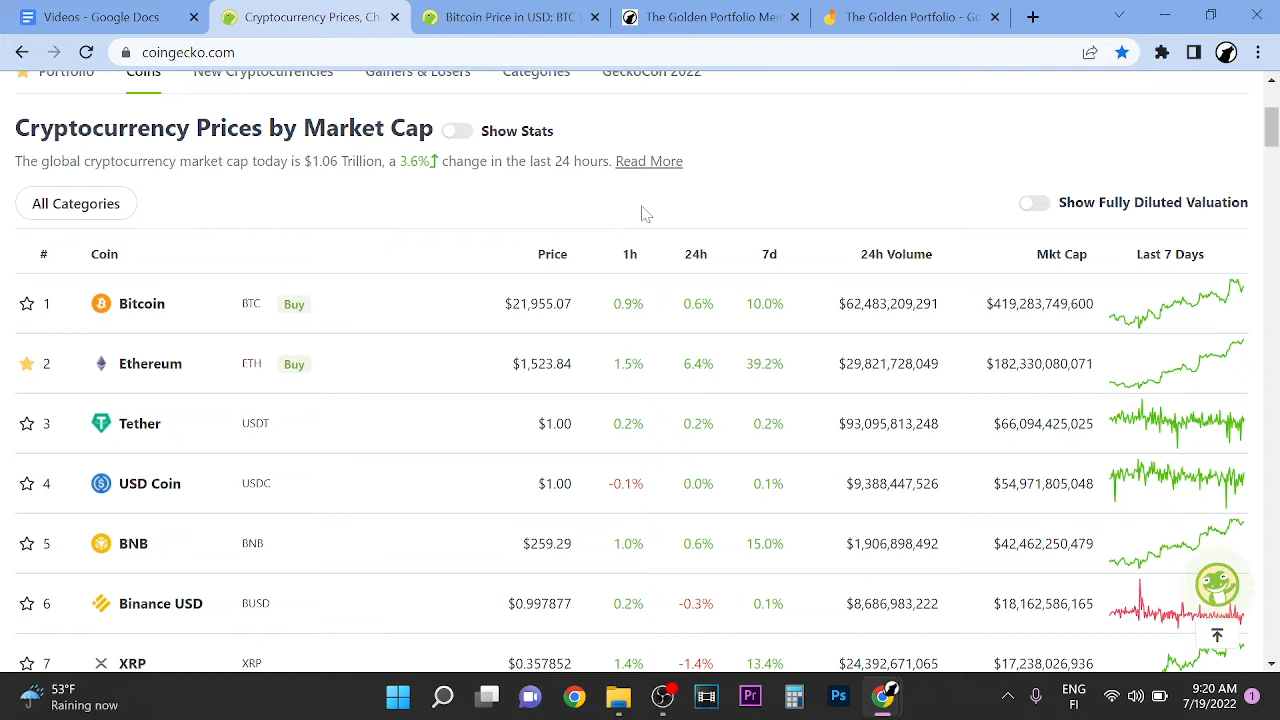 Videos - Google Docs
Cryptocurrency Prices, Ch
Bitcoin Price in USD: BTC
The Golden Portfolio Mem
The Golden Portfolio - Go
coingecko.com
Portfolio Coins New Cryptocurrencies Gainers & Losers Categories GeckoCon 2022
Cryptocurrency Prices by Market Cap Show Stats
The global cryptocurrency market cap today is $1.06 Trillion, a 3.6% change in the last 24 hours. Read More
All Categories Show Fully Diluted Valuation
# Coin Price 1h 24h 7d 24h Volume Mkt Cap Last 7 Days
1 Bitcoin BTC Buy $21,955.07 0.9% 0.6% 10.0% $62,483,209,291 $419,283,749,600
2 Ethereum ETH Buy $1,523.84 1.5% 6.4% 39.2% $29,821,728,049 $182,330,080,071
3 Tether USDT $1.00 0.2% 0.2% 0.2% $93,095,813,248 $66,094,425,025
4 USD Coin USDC $1.00 -0.1% 0.0% 0.1% $9,388,447,526 $54,971,805,048
5 BNB BNB $259.29 1.0% 0.6% 15.0% $1,906,898,492 $42,462,250,479
6 Binance USD BUSD $0.997877 0.2% -0.3% 0.1% $8,686,983,222 $18,162,586,165
7 XRP XRP $0.357852 1.4% -1.4% 13.4% $24,392,671,065 $17,238,026,936
53°F
Raining now
Pr
Ps
ENG
FI
9:20 AM
7/19/2022
1